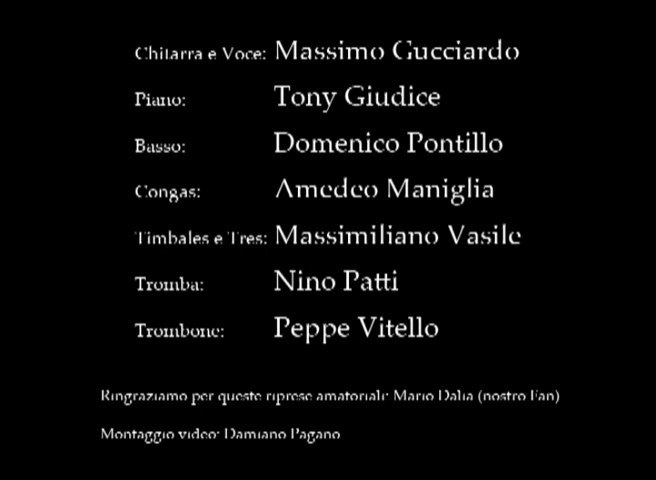 Chitarra e Voce: Massimo Gucciardo
Piano: Tony Giudice
Basso: Domenico Pontillo
Congas: Amedeo Maniglia
Timbales e Tres: Massimiliano Vasile
Tromba: Nino Patti
Trombone: Peppe Vitello
Ringraziamo per queste riprese amatoriali: Mario Dalia (nostro Fan)
Montaggio video: Damiano Pagano